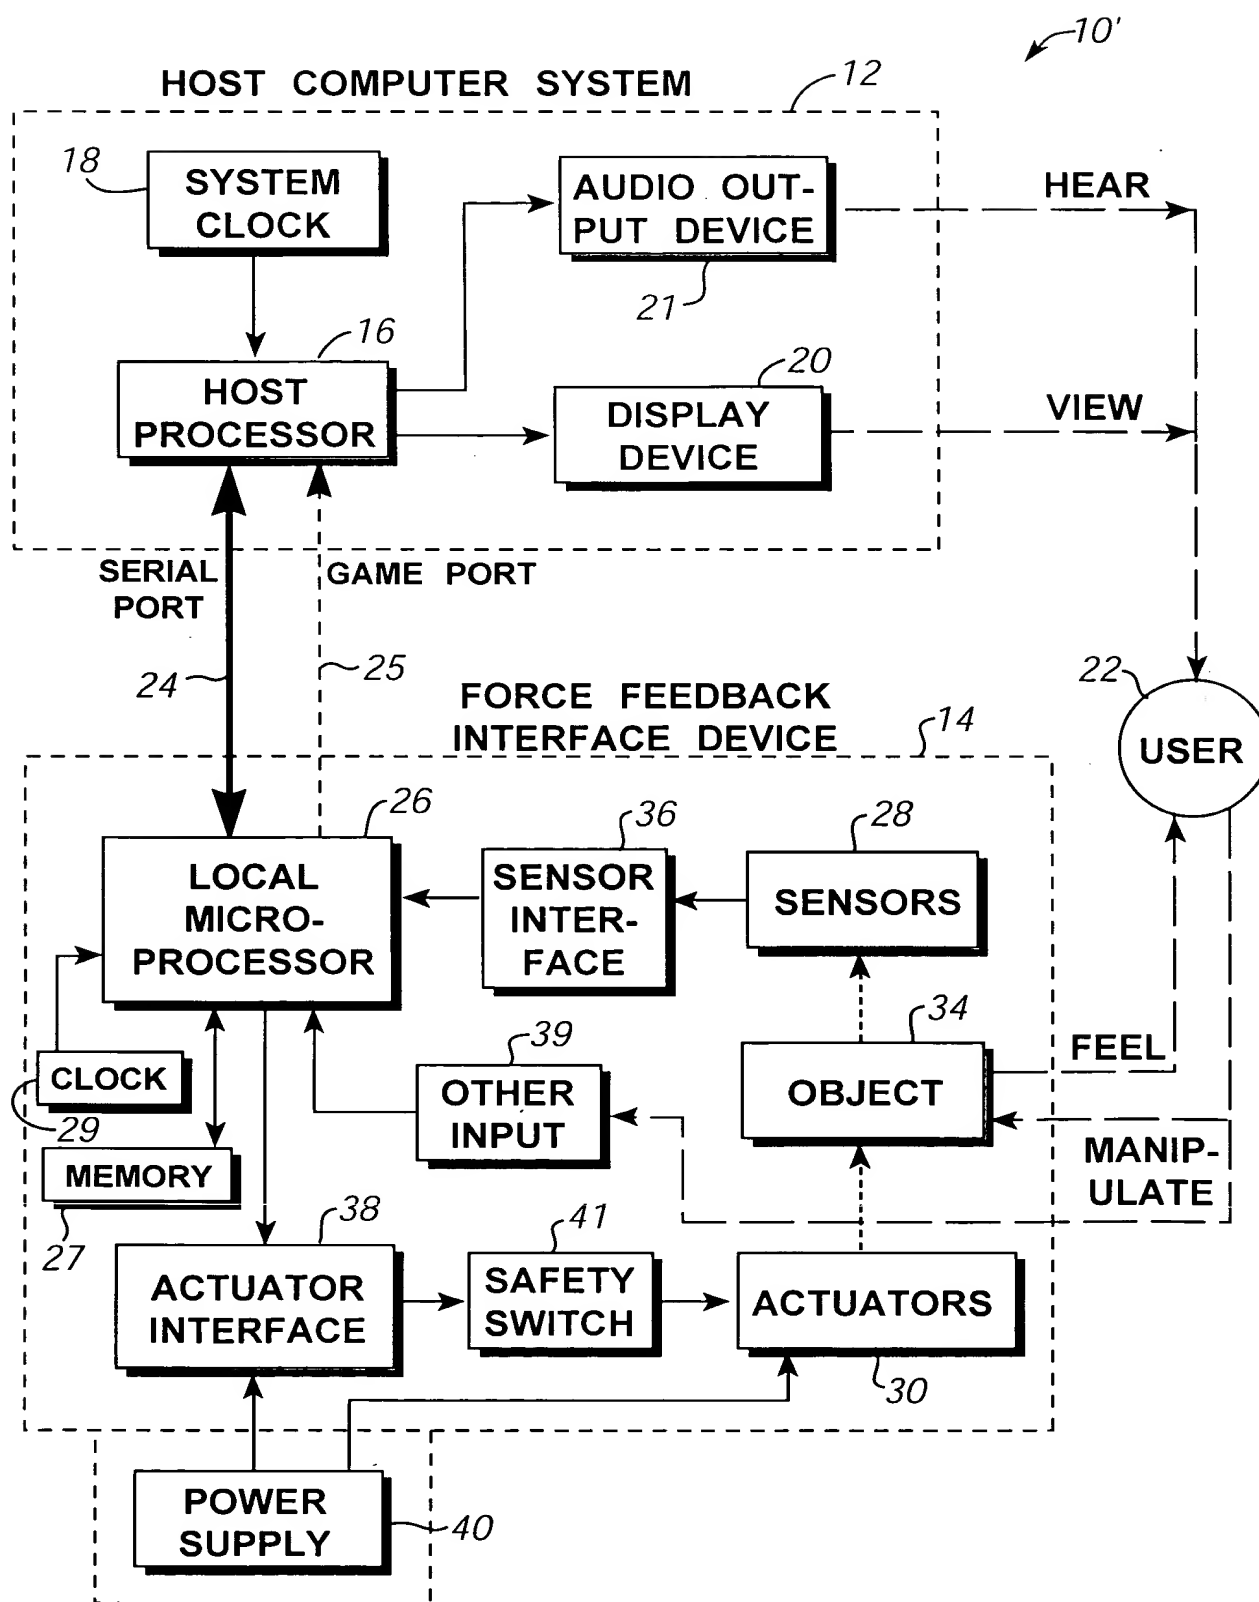 10'
HOST COMPUTER SYSTEM
12
18
SYSTEM
CLOCK
AUDIO OUT-
PUT DEVICE
21
HEAR
16
HOST
PROCESSOR
20
DISPLAY
DEVICE
VIEW
SERIAL
PORT
GAME PORT
24
25
FORCE FEEDBACK
INTERFACE DEVICE
14
22
USER
26
LOCAL
MICRO-
PROCESSOR
36
SENSOR
INTER-
FACE
28
SENSORS
CLOCK
29
MEMORY
27
39
OTHER
INPUT
34
OBJECT
FEEL
MANIP-
ULATE
38
ACTUATOR
INTERFACE
41
SAFETY
SWITCH
ACTUATORS
30
POWER
SUPPLY
40